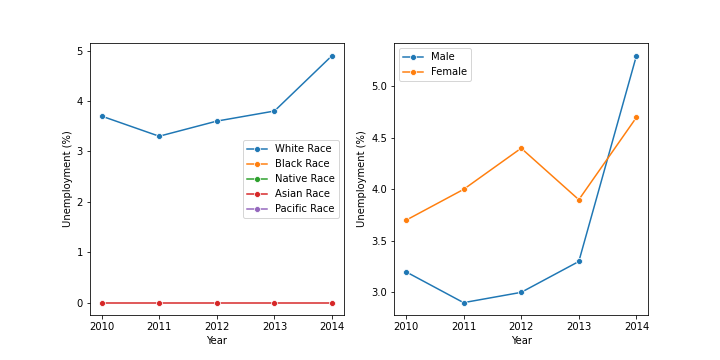 5
4
3
2
1
0
Unemployment (%)
White Race
Black Race
Native Race
Asian Race
Pacific Race
2010 2011 2012 2013 2014
Year
5.0
4.5
4.0
3.5
3.0
Unemployment (%)
Male
Female
2010 2011 2012 2013 2014
Year